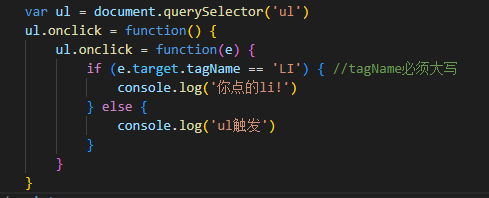 var ul = document.querySelector('ul')
ul.onclick = function() {
    ul.onclick = function(e) {
        if (e.target.tagName == 'LI') { //tagName必须大写
            console.log('你点的li!')
        } else {
            console.log('ul触发')
        }
    }
}